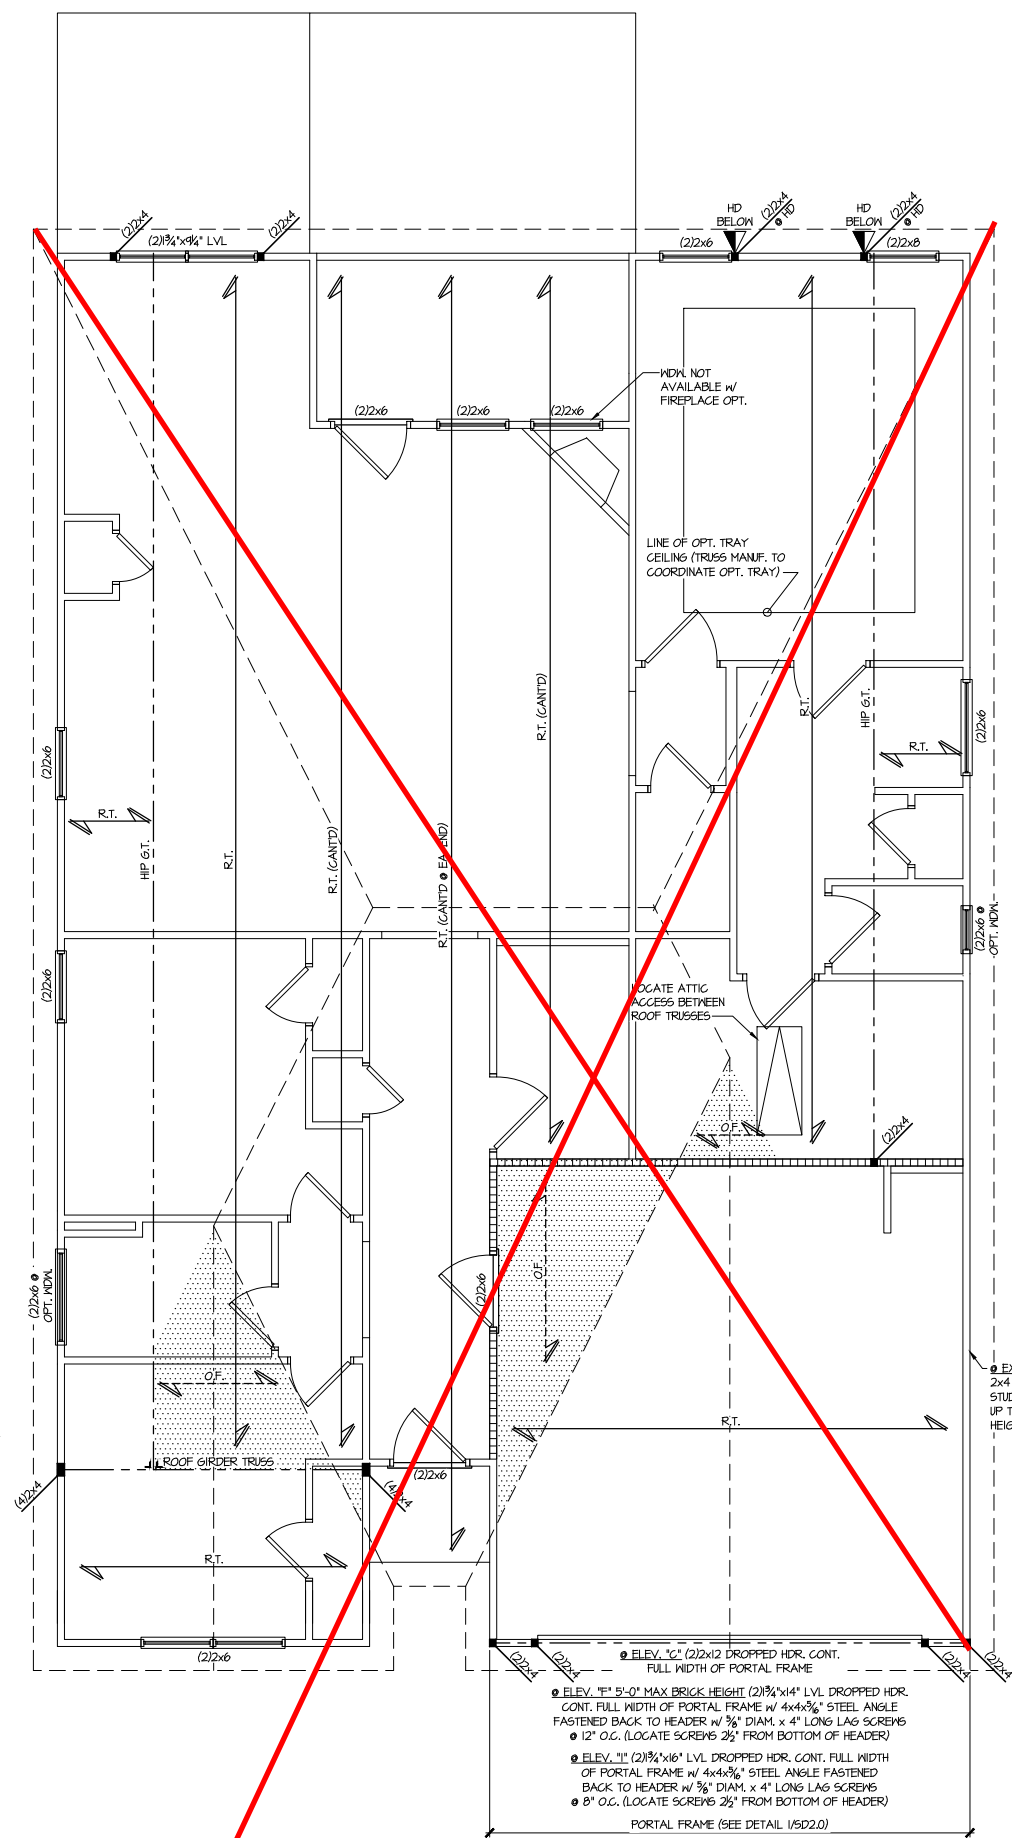 HD
BELOW
(2)2x4
@ HD
HD
BELOW
(2)2x4
@ HD
(2)2x4
(2)1¾"x9¼" LVL
(2)2x4
(2)2x6
(2)2x8
WDW. NOT
AVAILABLE W/
FIREPLACE OPT.
(2)2x6
(2)2x6
(2)2x6
LINE OF OPT. TRAY
CEILING (TRUSS MANUF. TO
COORDINATE OPT. TRAY)
R.T. (CANT'D)
R.T.
HIP G.T.
R.T.
(2)2x6
(2)2x6
R.T.
HIP G.T.
R.T.
R.T. (CANT'D)
R.T. (CANT'D @ EA. END)
(2)2x6 @
OPT. WDW.
(2)2x6
LOCATE ATTIC
ACCESS BETWEEN
ROOF TRUSSES
O.F.
(2)2x4
(2)2x6 @
OPT. WDW.
O.F.
(2)2x6
O.F.
@ EX
2x4
STUD
UP T
HEIG
R.T.
ROOF GIRDER TRUSS
(2)2x6
(4)2x4
(4)2x4
R.T.
(2)2x6
(2)2x4
(2)2x4
(2)2x4
(2)2x4
@ ELEV. "C" (2)2x12 DROPPED HDR. CONT.
FULL WIDTH OF PORTAL FRAME
@ ELEV. "F" 5'-0" MAX BRICK HEIGHT (2)1¾"x14" LVL DROPPED HDR.
CONT. FULL WIDTH OF PORTAL FRAME W/ 4x4x5/16" STEEL ANGLE
FASTENED BACK TO HEADER W/ 5/8" DIAM. x 4" LONG LAG SCREWS
@ 12" O.C. (LOCATE SCREWS 2½" FROM BOTTOM OF HEADER)
@ ELEV. "I" (2)1¾"x16" LVL DROPPED HDR. CONT. FULL WIDTH
OF PORTAL FRAME W/ 4x4x5/16" STEEL ANGLE FASTENED
BACK TO HEADER W/ 5/8" DIAM. x 4" LONG LAG SCREWS
@ 8" O.C. (LOCATE SCREWS 2½" FROM BOTTOM OF HEADER)
PORTAL FRAME (SEE DETAIL 1/SD2.0)